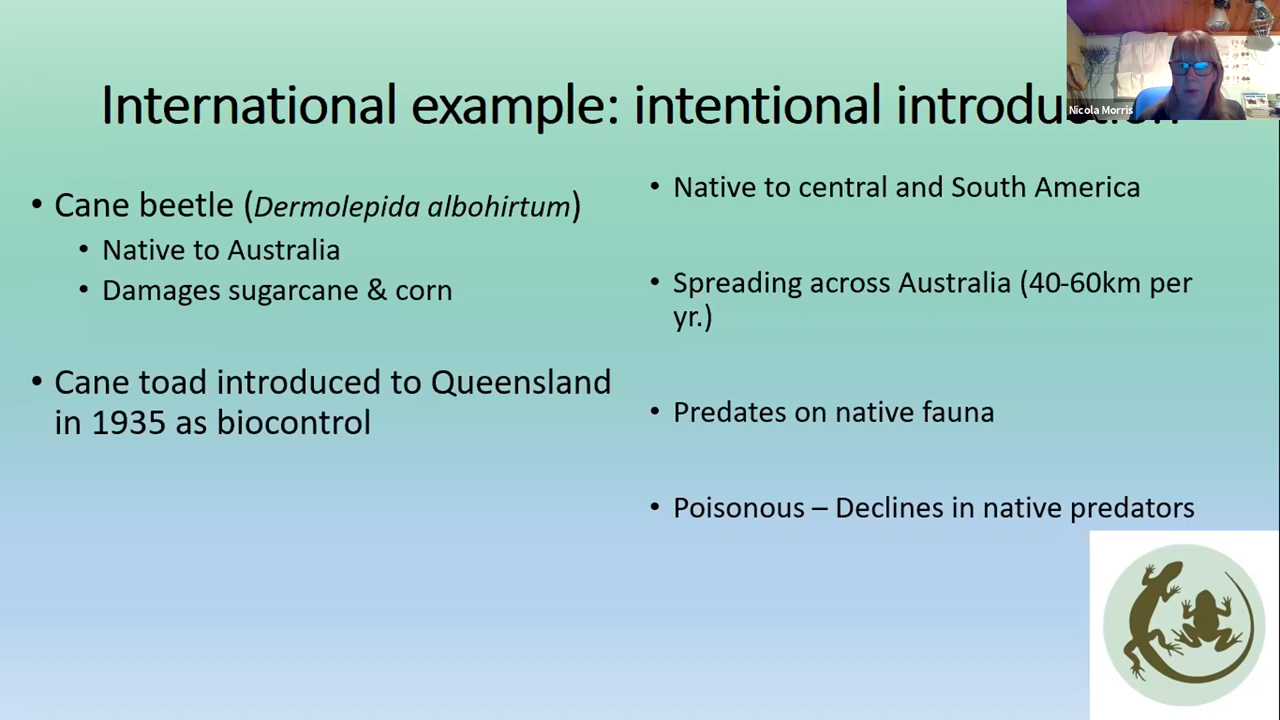 International example: intentional introduction
Nicola Morris
• Cane beetle (Dermolepida albohirtum)
• Native to Australia
• Damages sugarcane & corn
• Cane toad introduced to Queensland
in 1935 as biocontrol
• Native to central and South America
• Spreading across Australia (40-60km per
yr.)
• Predates on native fauna
• Poisonous – Declines in native predators